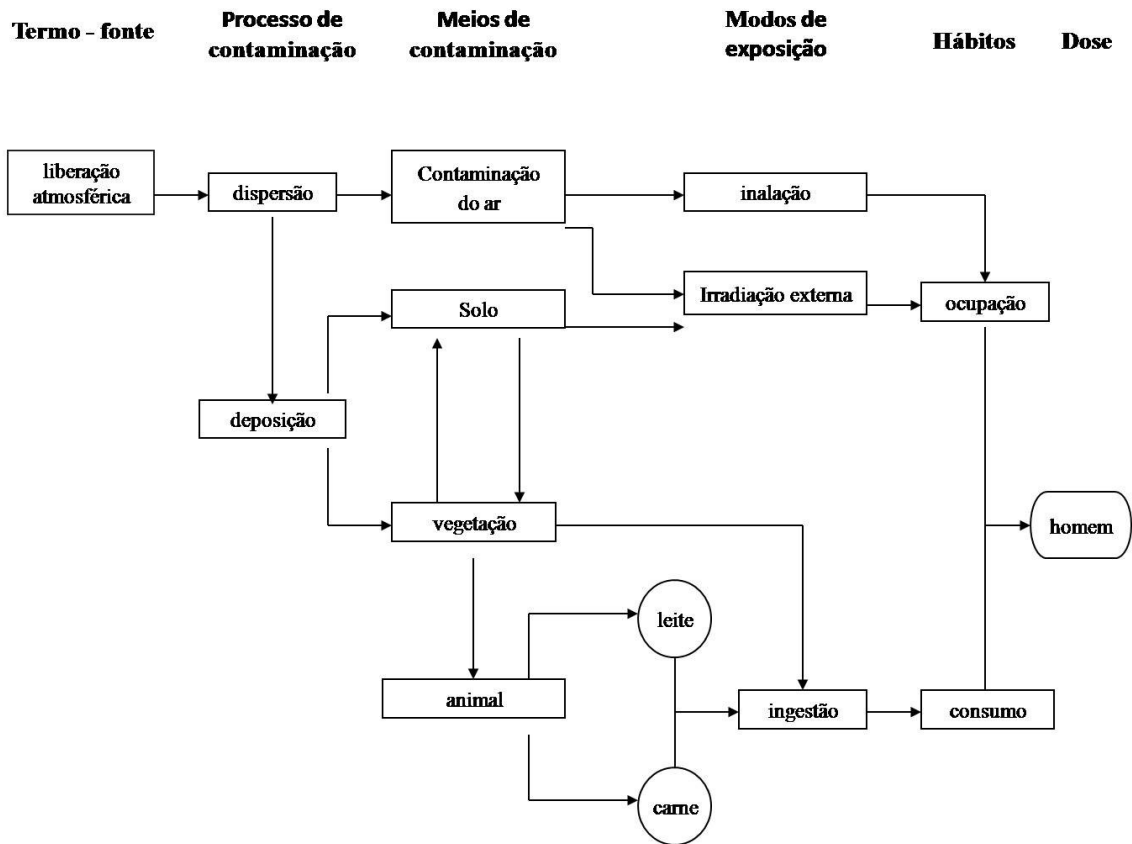 Termo - fonte
Processo de
contaminação
Meios de
contaminação
Modos de
exposição
Hábitos
Dose
liberação
atmosférica
dispersão
Contaminação
do ar
inalação
Solo
Irradiação externa
ocupação
deposição
vegetação
homem
leite
animal
ingestão
consumo
carne